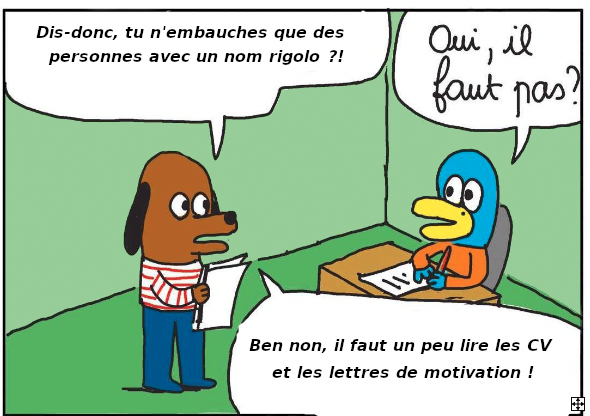 Dis-donc, tu n'embauches que des
personnes avec un nom rigolo ?!
Oui, il
faut pas?
Ben non, il faut un peu lire les CV
et les lettres de motivation !